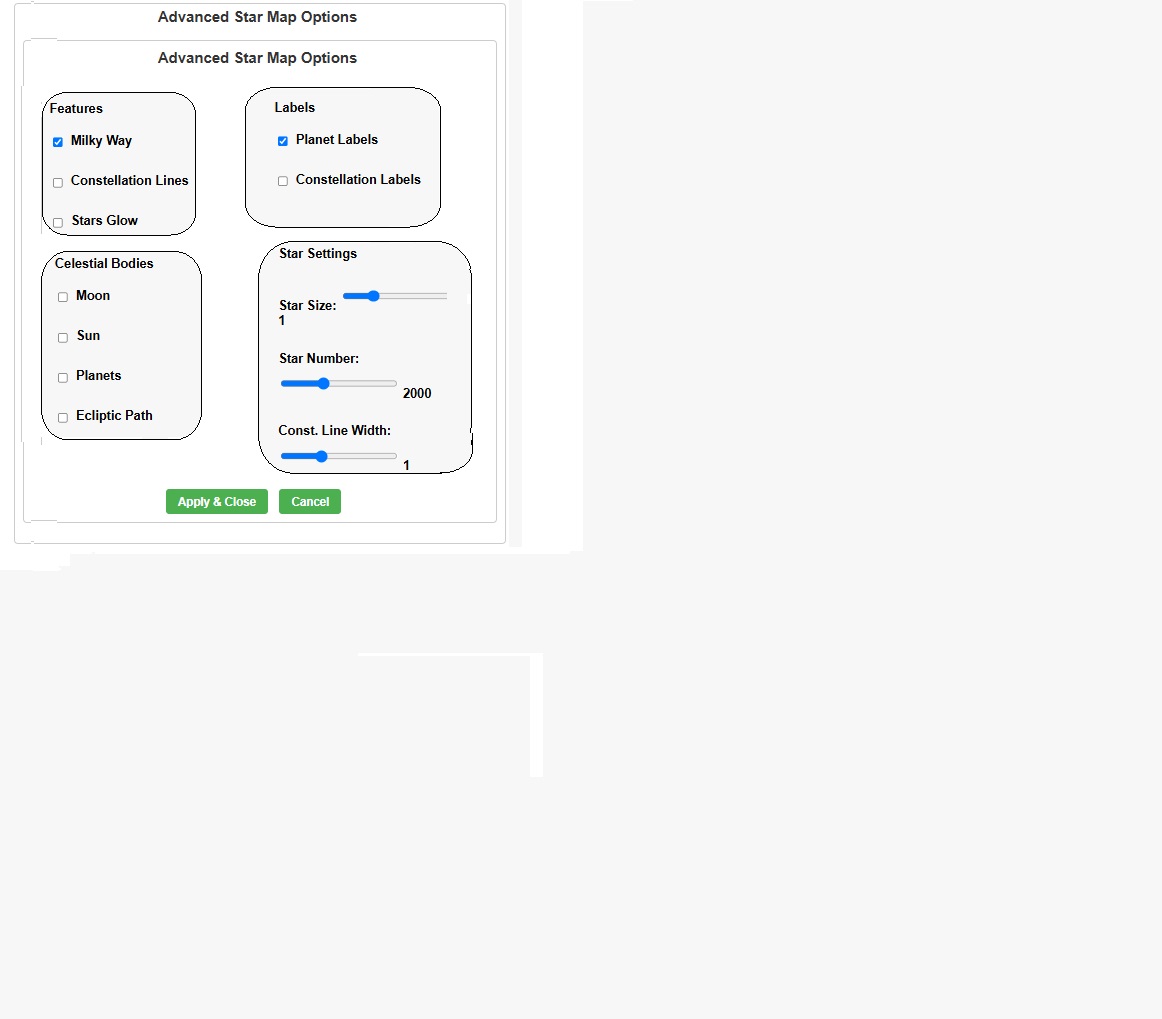 Advanced Star Map Options
Advanced Star Map Options
Features
Milky Way
Constellation Lines
Stars Glow
Labels
Planet Labels
Constellation Labels
Celestial Bodies
Moon
Sun
Planets
Ecliptic Path
Star Settings
Star Size:
1
Star Number:
2000
Const. Line Width:
1
Apply & Close
Cancel